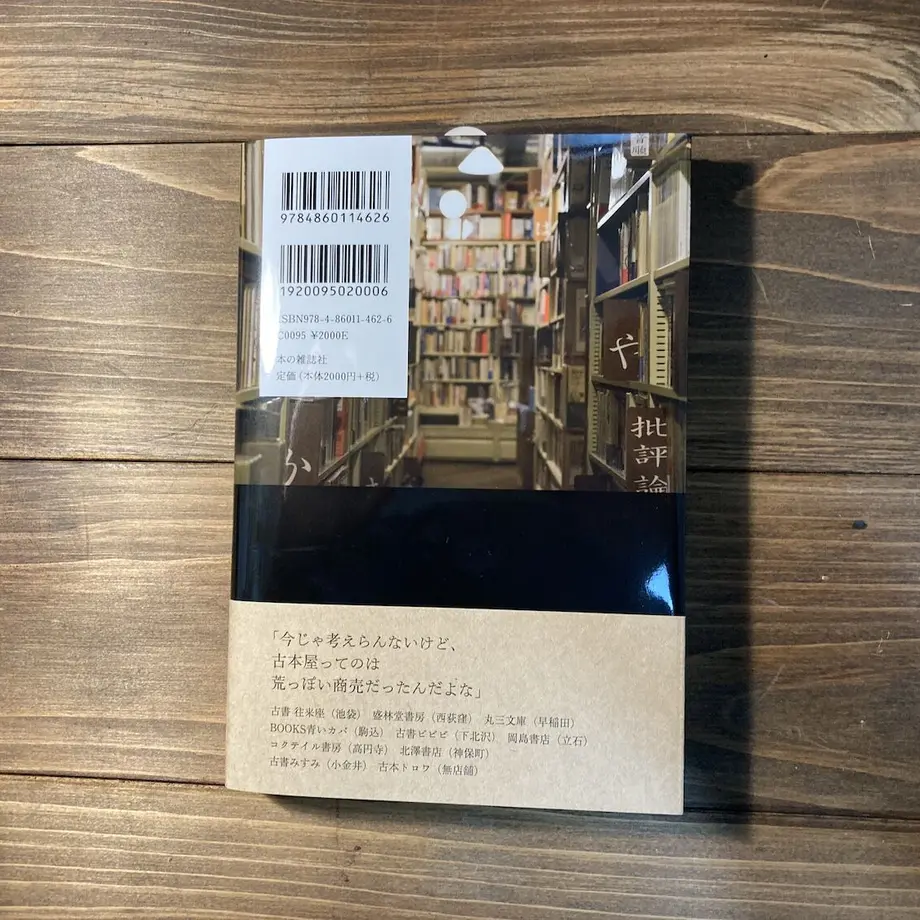 9784860114626
1920095020006
ISBN978-4-86011-462-6
C0095 ¥2000E
本の雑誌社
定価(本体2000円+税)
や
批評論
か
「今じゃ考えらんないけど、
古本屋ってのは
荒っぽい商売だったんだよな」
古書 往来座（池袋） 盛林堂書房（西荻窪） 丸三文庫（早稲田）
BOOKS青いカバ（駒込） 古書ビビビ（下北沢） 岡島書店（立石）
コクテイル書房（高円寺） 北澤書店（神保町）
古書みすみ（小金井） 古本トロワ（無店舗）